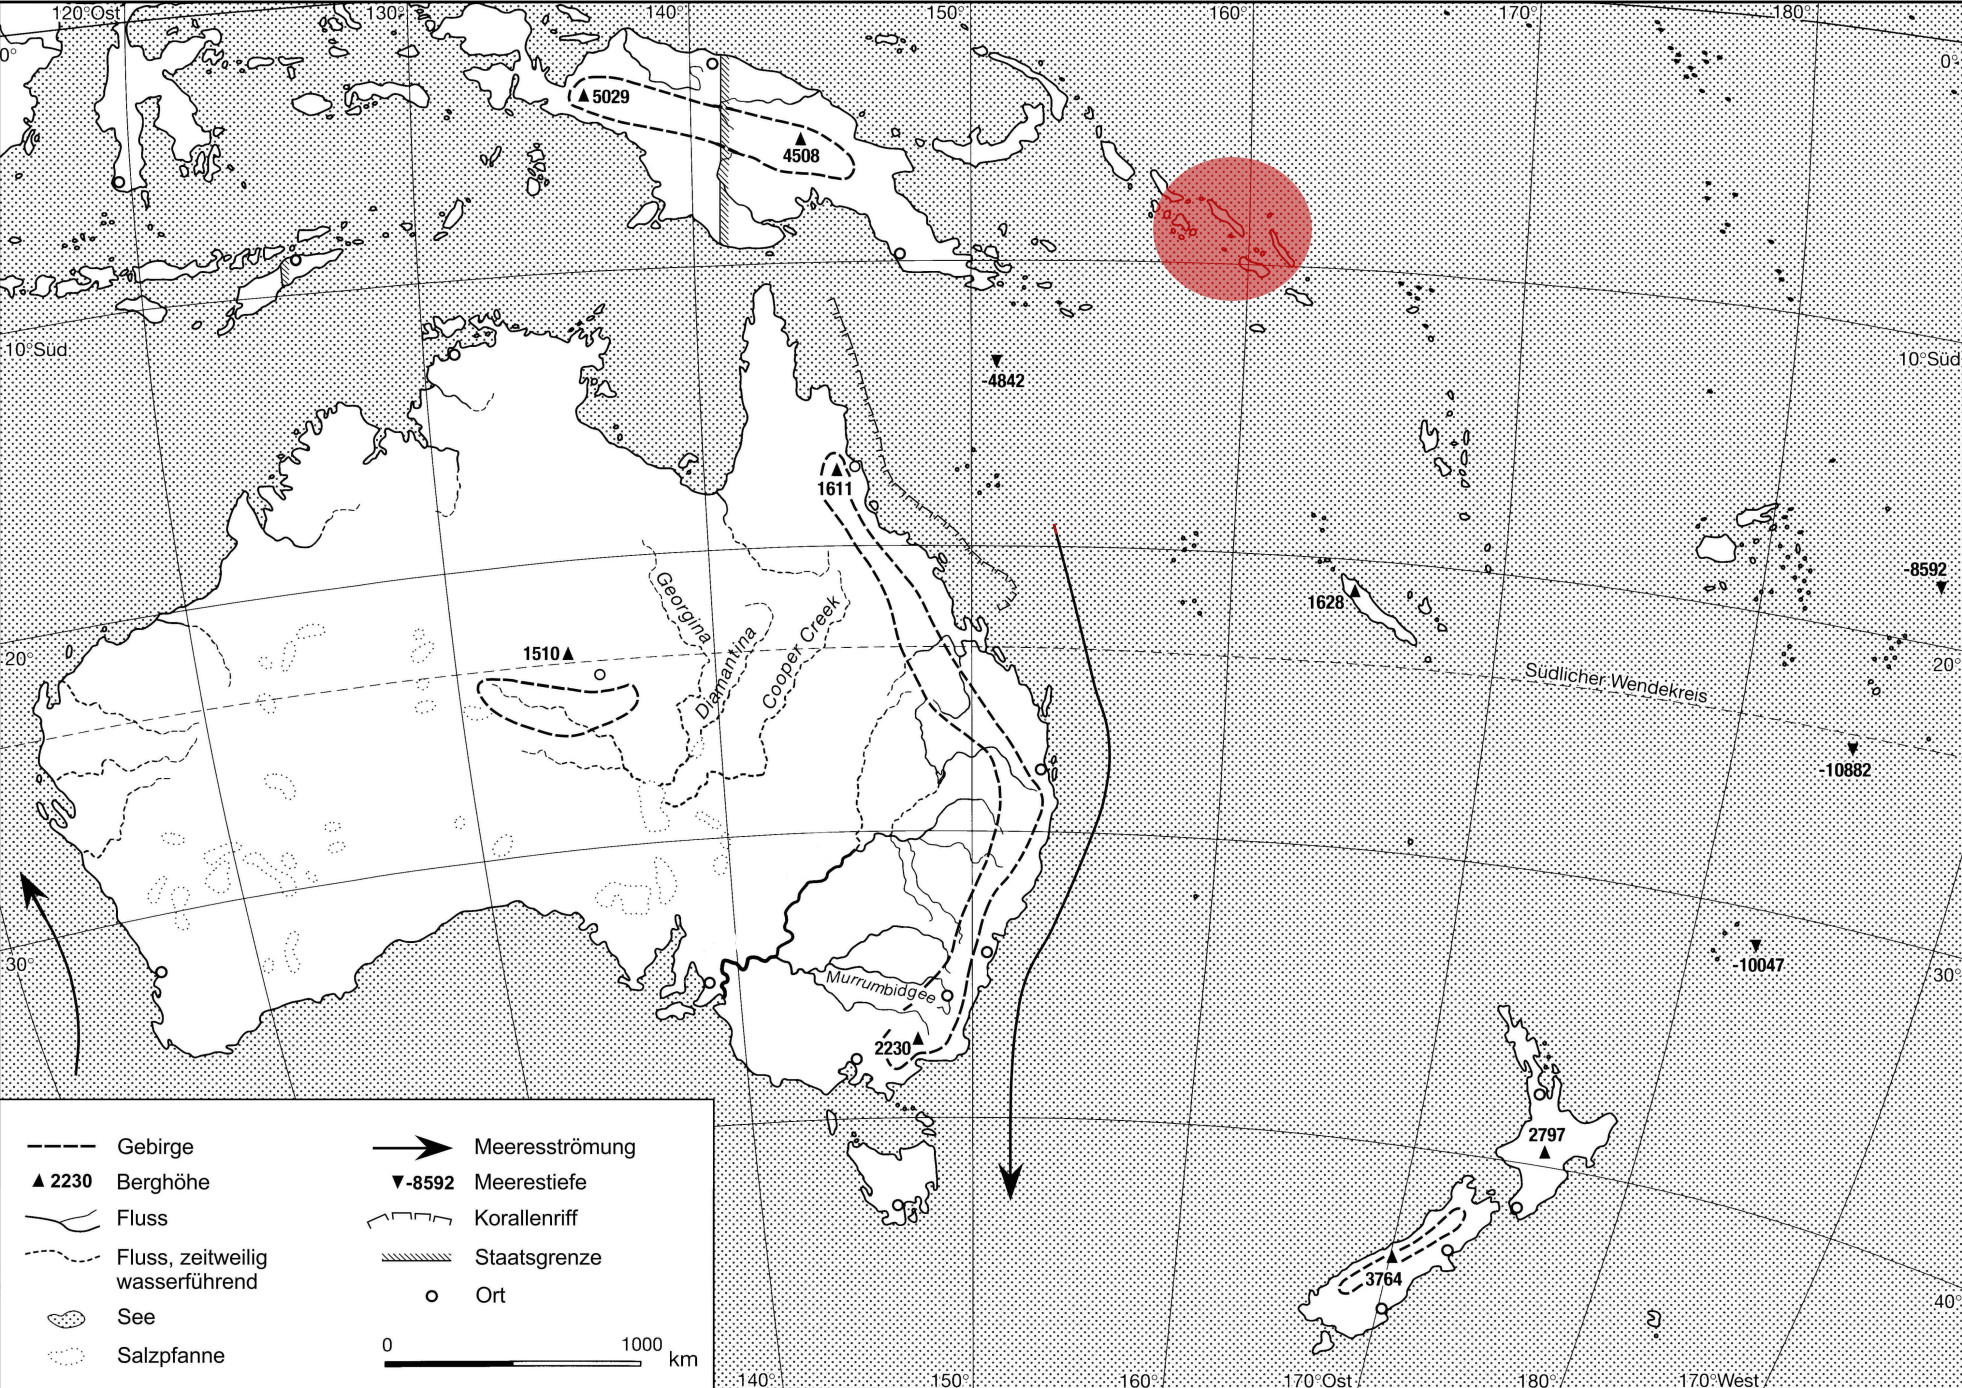 120°Ost
130°
140°
150°
160°
170°
180°
0°
0°
5029
4508
10°Süd
10°Süd
-4842
1611
-8592
1628
Georgina
Diamantina
Cooper Creek
1510
20°
20°
Südlicher Wendekreis
-10882
30°
30°
-10047
Murrumbidgee
2230
2797
3764
40°
Gebirge
2230 Berghöhe
Fluss
Fluss, zeitweilig
wasserführend
See
Salzpfanne
Meeresströmung
-8592 Meerestiefe
Korallenriff
Staatsgrenze
Ort
0 1000 km
140°
150°
160°
170°Ost
180°
170°West